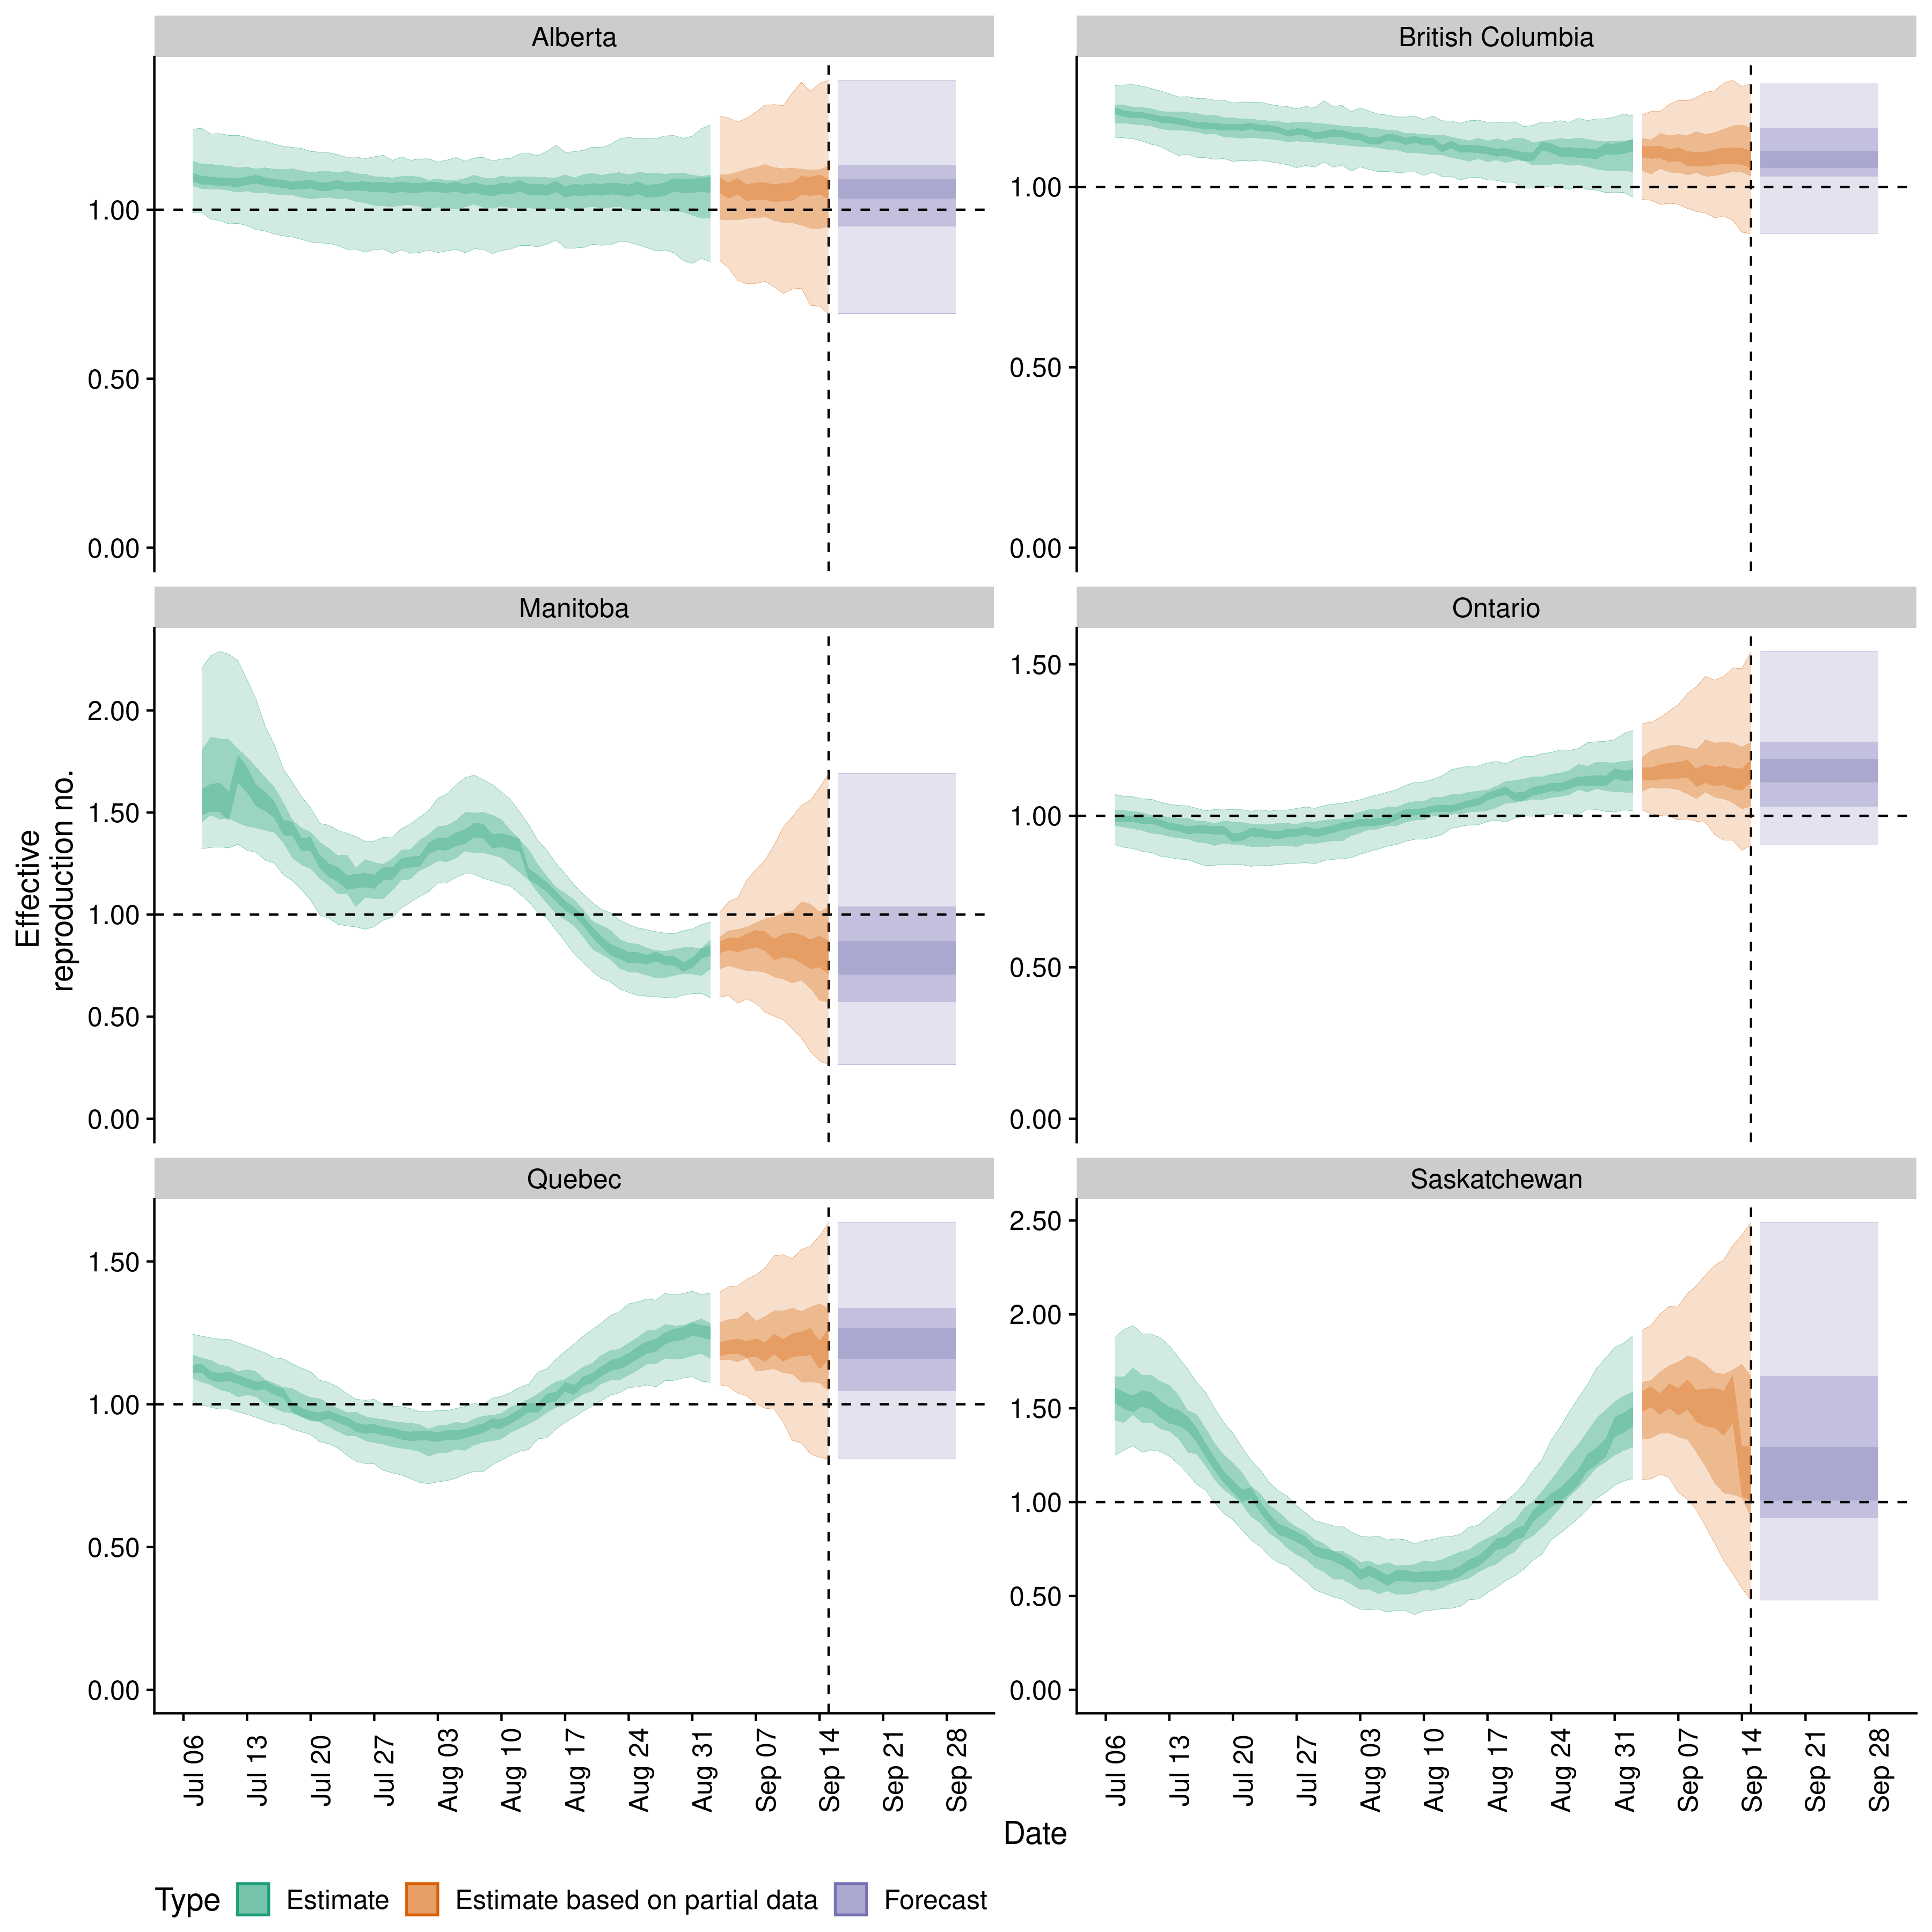 Alberta
British Columbia
1.00
0.50
0.00
1.00
0.50
0.00
Manitoba
Ontario
2.00
1.50
1.00
0.50
0.00
1.50
1.00
0.50
0.00
Effective
reproduction no.
Quebec
Saskatchewan
1.50
1.00
0.50
0.00
2.50
2.00
1.50
1.00
0.50
0.00
Jul 06
Jul 13
Jul 20
Jul 27
Aug 03
Aug 10
Aug 17
Aug 24
Aug 31
Sep 07
Sep 14
Sep 21
Sep 28
Jul 06
Jul 13
Jul 20
Jul 27
Aug 03
Aug 10
Aug 17
Aug 24
Aug 31
Sep 07
Sep 14
Sep 21
Sep 28
Date
Type Estimate Estimate based on partial data Forecast